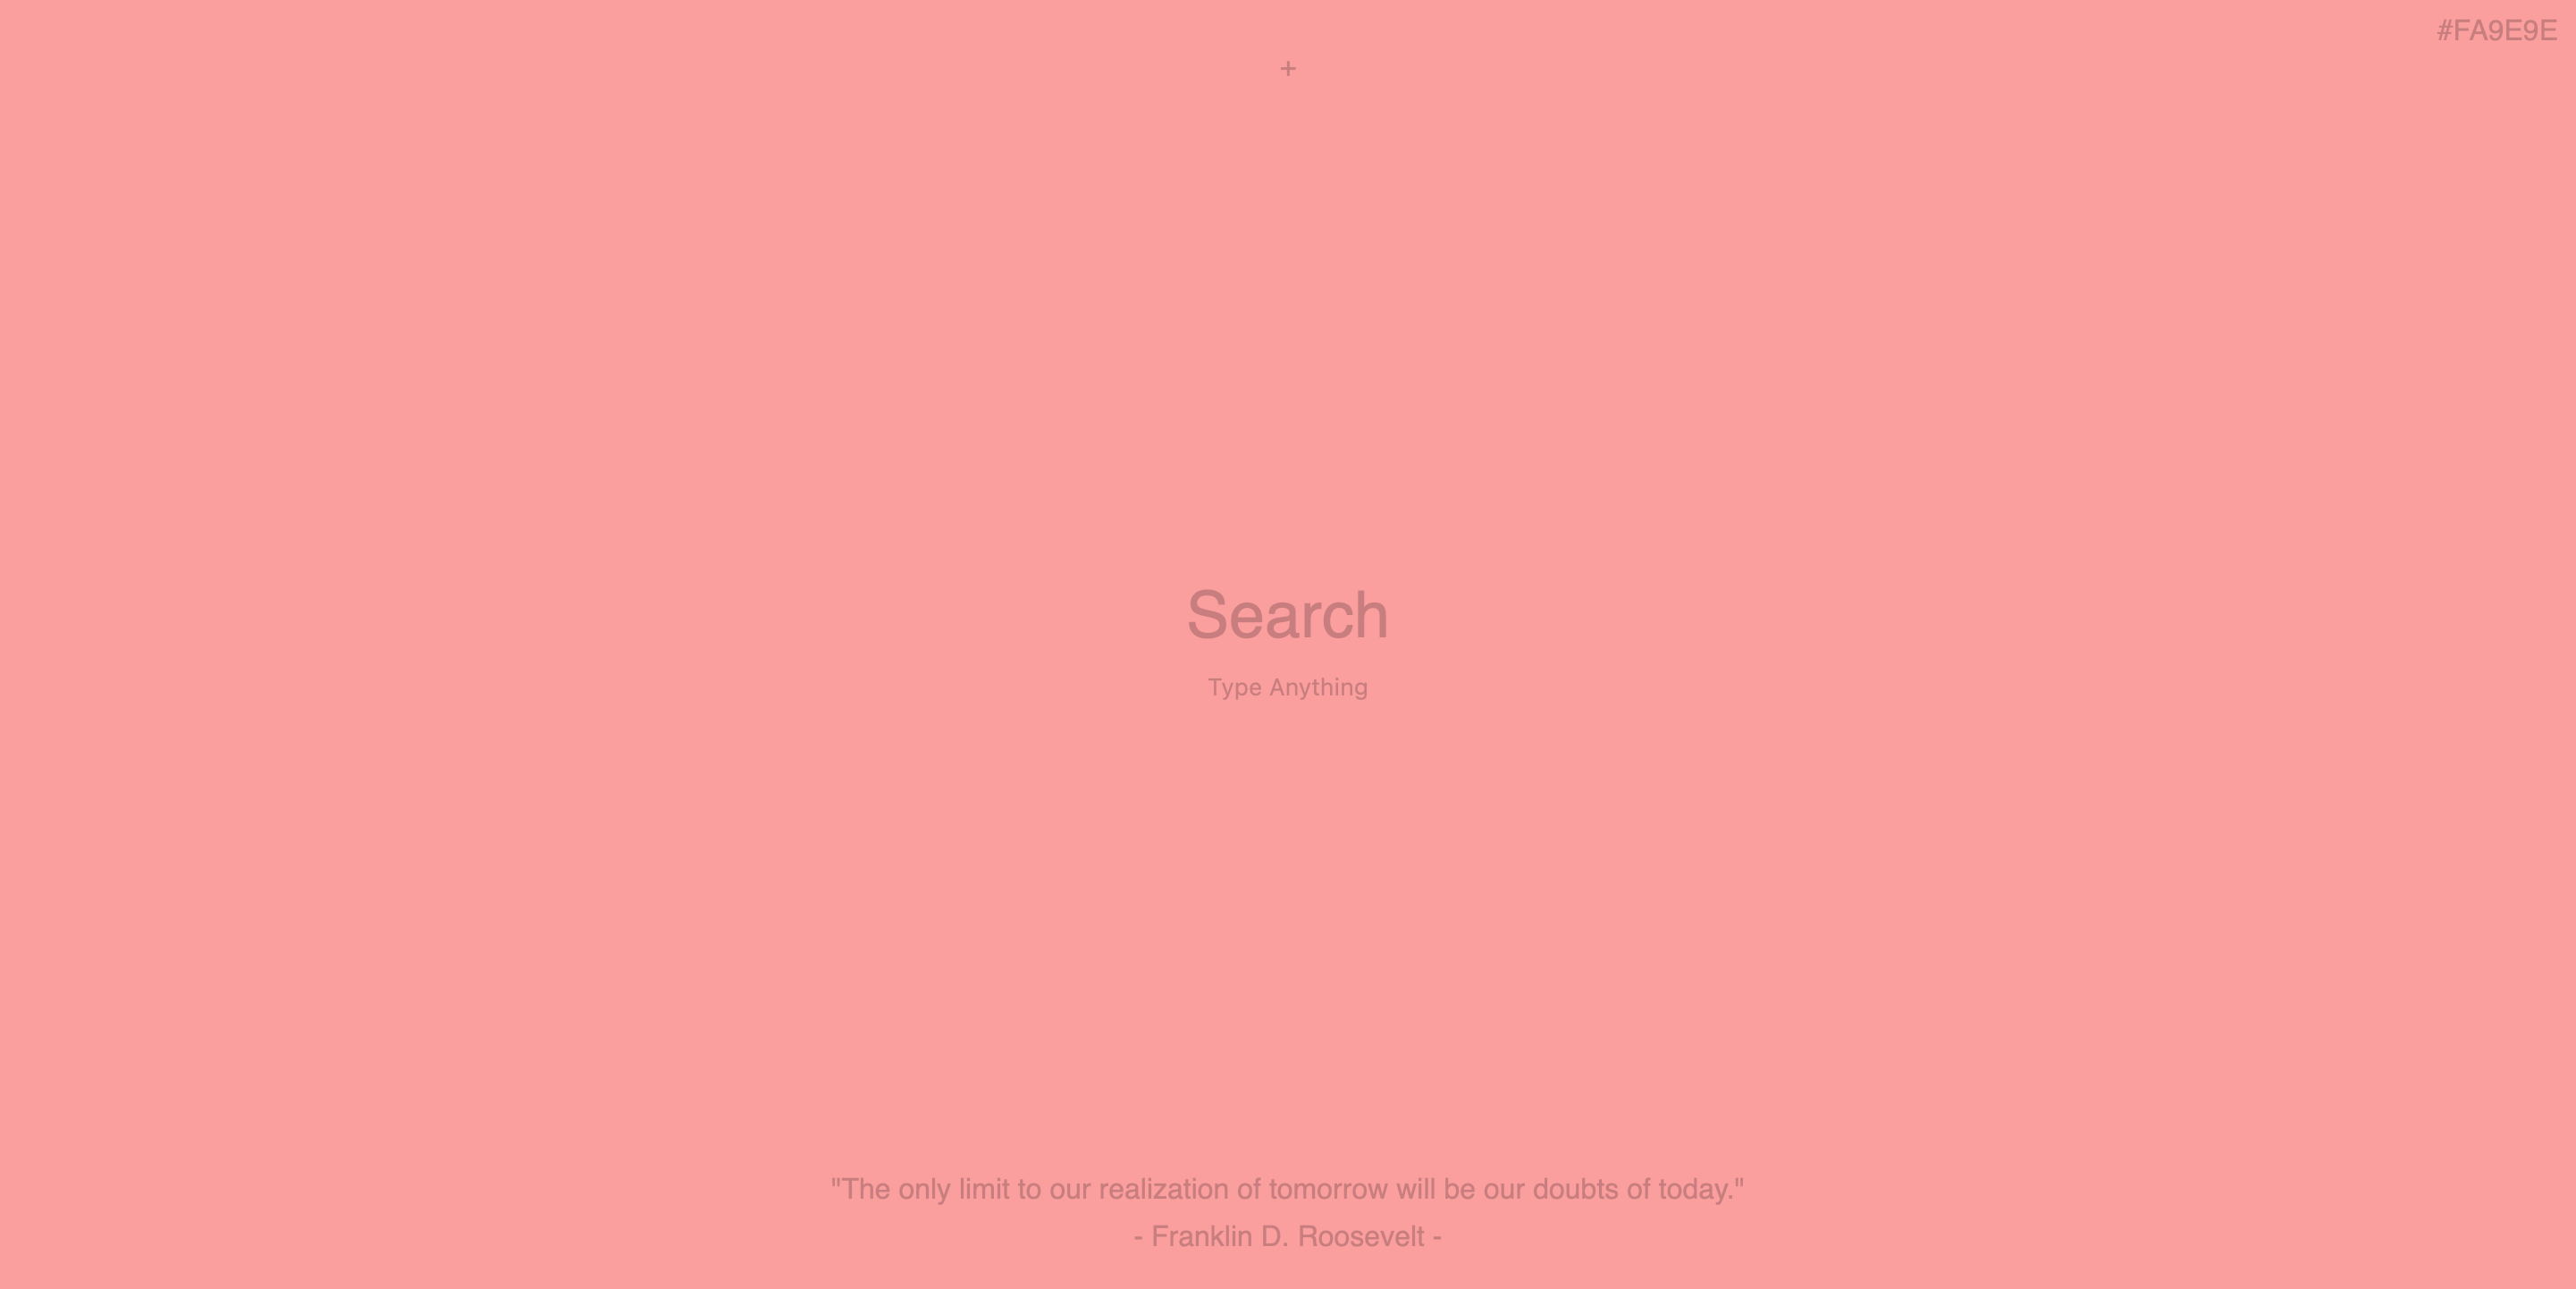 #FA9E9E
+
Search
Type Anything
"The only limit to our realization of tomorrow will be our doubts of today."
- Franklin D. Roosevelt -